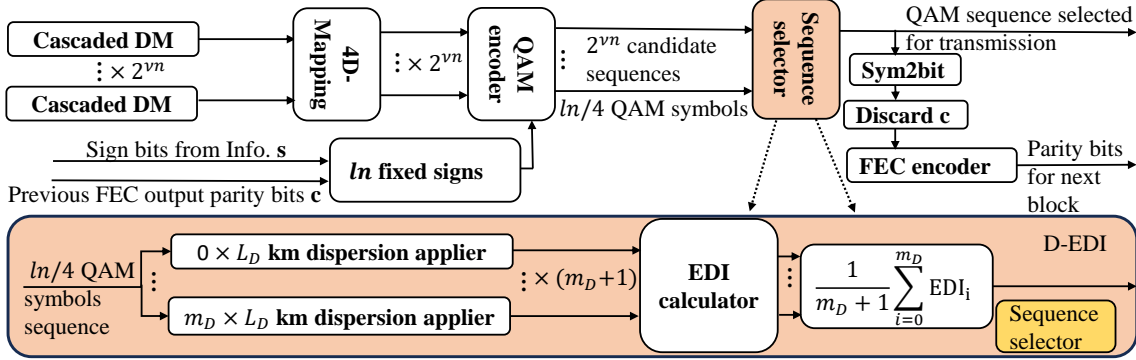 Cascaded DM
⋮ × 2^{vn}
Cascaded DM
4D-
Mapping
⋮ × 2^{vn}
QAM
encoder
2^{vn} candidate
⋮ sequences
ln/4 QAM symbols
Sequence
selector
QAM sequence selected
for transmission
Sym2bit
Discard c
FEC encoder
Parity bits
for next
block
Sign bits from Info. s
Previous FEC output parity bits c
ln fixed signs
D-EDI
ln/4 QAM
symbols
sequence
⋮
0 × L_D km dispersion applier
m_D × L_D km dispersion applier
⋮ × (m_D+1)
EDI
calculator
⋮
\frac{1}{m_D + 1} \sum_{i=0}^{m_D} EDI_i
Sequence
selector